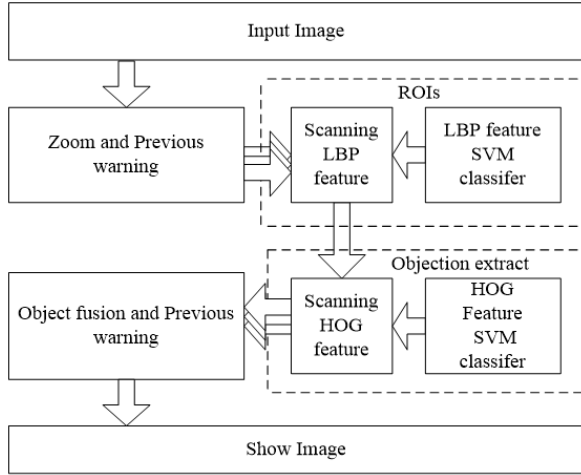 Input Image
ROIs
Zoom and Previous
warning
Scanning
LBP
feature
LBP feature
SVM
classifer
Objection extract
Object fusion and Previous
warning
Scanning
HOG
feature
HOG
Feature
SVM
classifer
Show Image